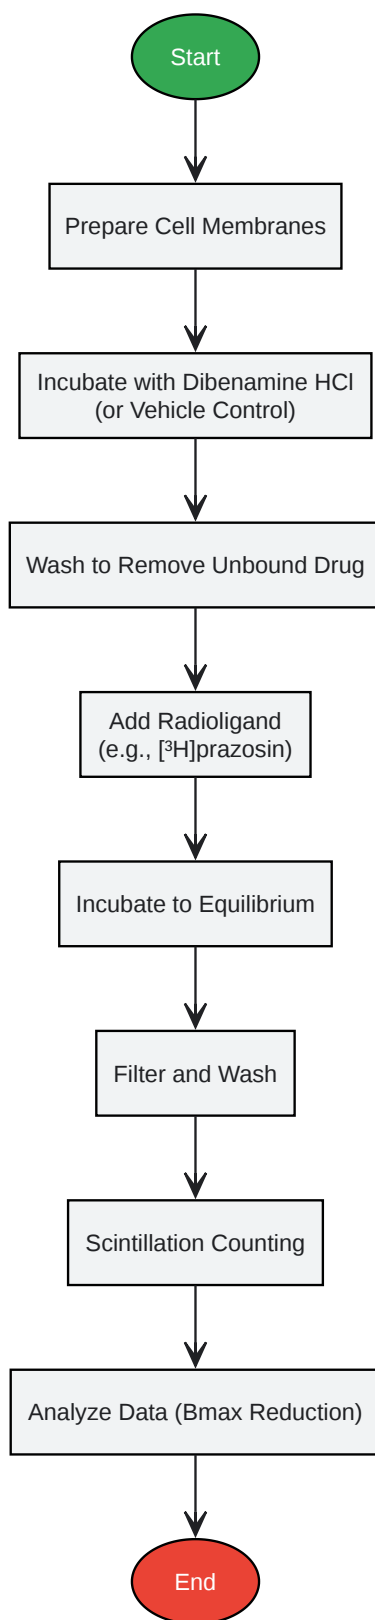 Start
Prepare Cell Membranes
Incubate with Dibenamine HCl
(or Vehicle Control)
Wash to Remove Unbound Drug
Add Radioligand
(e.g., [³H]prazosin)
Incubate to Equilibrium
Filter and Wash
Scintillation Counting
Analyze Data (Bmax Reduction)
End